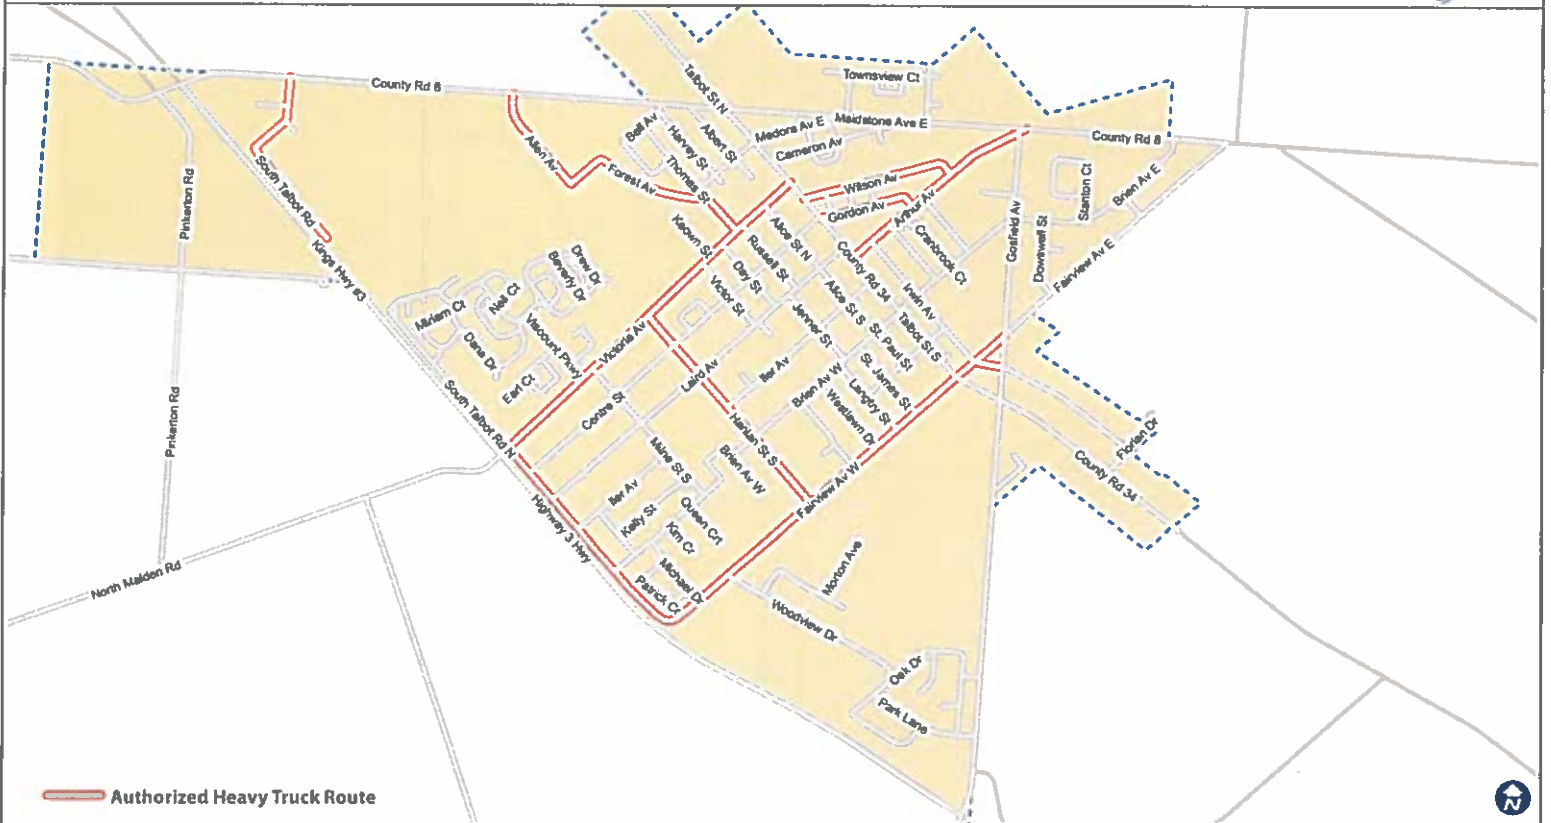 Talbot St N
Townsview Ct
County Rd 8
Bell Av
Harvey St
Albert St
Medora Av E
Maidstone Ave E
Cameron Av
County Rd 8
Allen Av
Thomas St
Forest Av
Wilson Av
Gordon Av
Arthur Av
Stanton Ct
Brien Av E
South Talbot Rd
Pinkerton Rd
Keown St
Russell St
Alice St N
County Rd 34
Cranbrook Ct
Gosfield Av
Downwell St
Fairview Av E
Kings Hwy #3
Drew Dr
Beverly Dr
Day St
Victor St
Neil Ct
Miriam Ct
Dana Dr
Viscount Pkwy
Victoria Av
Jenner St
Alice St S
St. Paul St
Irwin Av
Talbot St S
Earl Ct
Laird Av
Iler Av
Brien Av W
St. James St
Langtry St
Westlawn Dr
Pinkerton Rd
South Talbot Rd N
Centre St
Hanlan St S
Milne St S
Brien Av W
Florian Dr
County Rd 34
Highway 3 Hwy
Iler Av
Kelly St
Queen Crt
Kim Cr
Fairview Av W
Michael Dr
Patrick Cr
Morton Ave
North Malden Rd
Woodview Dr
Oak Dr
Park Lane
Authorized Heavy Truck Route
N